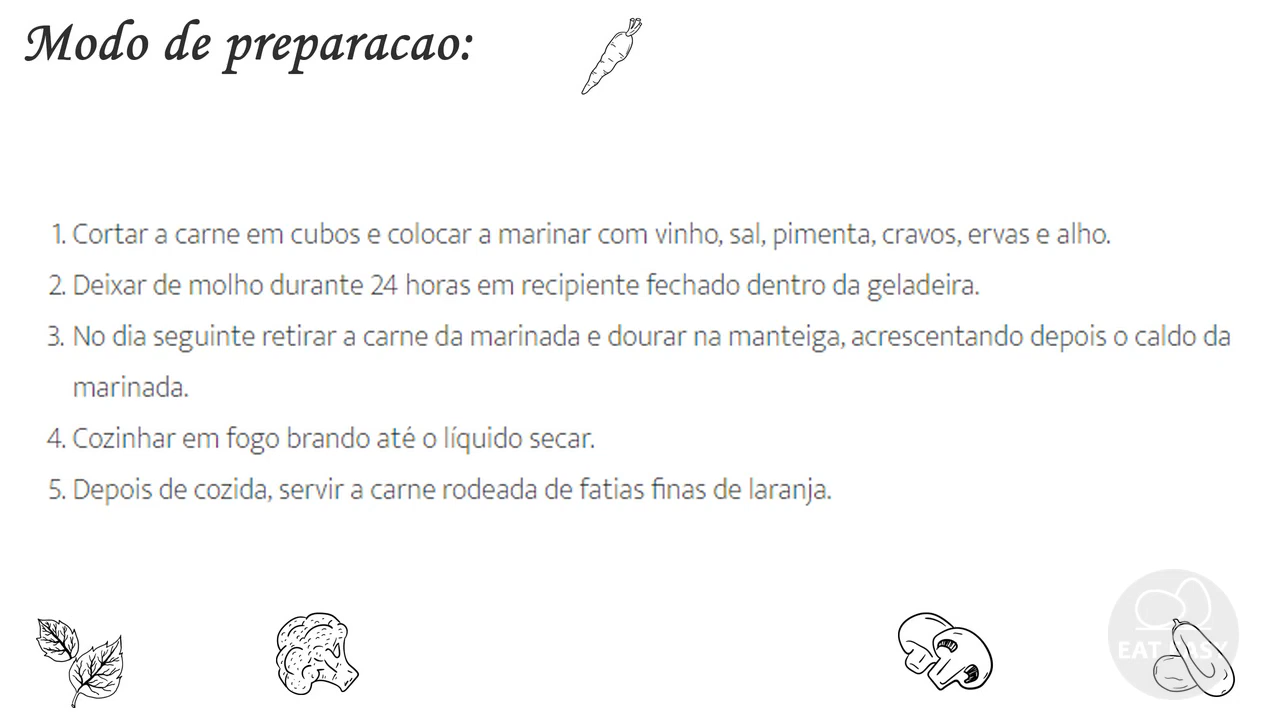 Modo de preparacao:
1. Cortar a carne em cubos e colocar a marinar com vinho, sal, pimenta, cravos, ervas e alho.
2. Deixar de molho durante 24 horas em recipiente fechado dentro da geladeira.
3. No dia seguinte retirar a carne da marinada e dourar na manteiga, acrescentando depois o caldo da
marinada.
4. Cozinhar em fogo brando até o líquido secar.
5. Depois de cozida, servir a carne rodeada de fatias finas de laranja.
EAT EASY